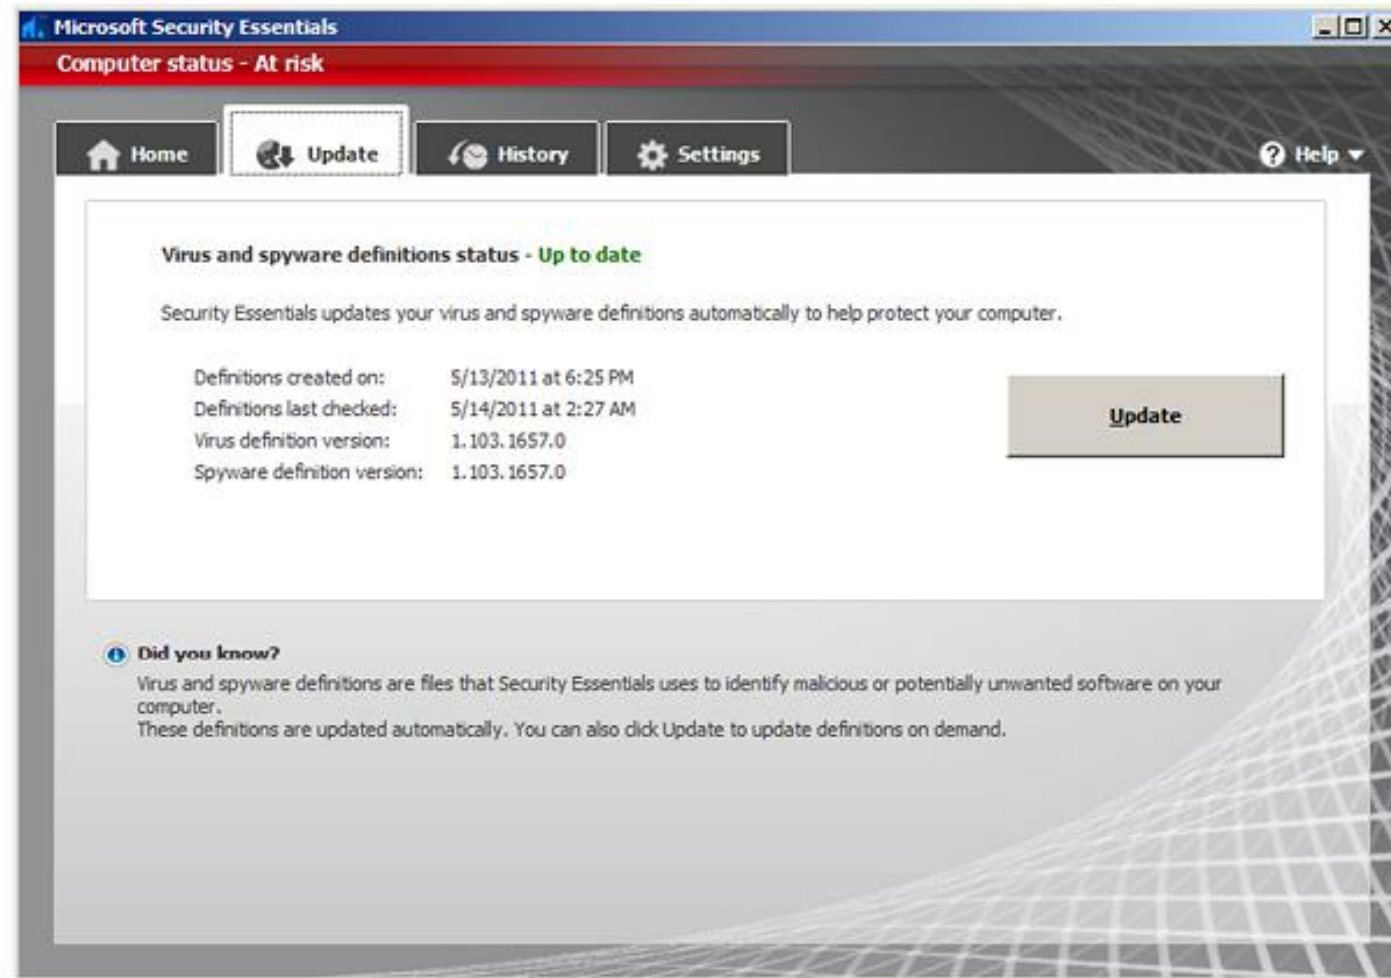 Microsoft Security Essentials
Computer status - At risk
Home
Update
History
Settings
Help
Virus and spyware definitions status - Up to date
Security Essentials updates your virus and spyware definitions automatically to help protect your computer.
Definitions created on: 5/13/2011 at 6:25 PM
Definitions last checked: 5/14/2011 at 2:27 AM
Virus definition version: 1.103.1657.0
Spyware definition version: 1.103.1657.0
Update
Did you know?
Virus and spyware definitions are files that Security Essentials uses to identify malicious or potentially unwanted software on your
computer.
These definitions are updated automatically. You can also click Update to update definitions on demand.